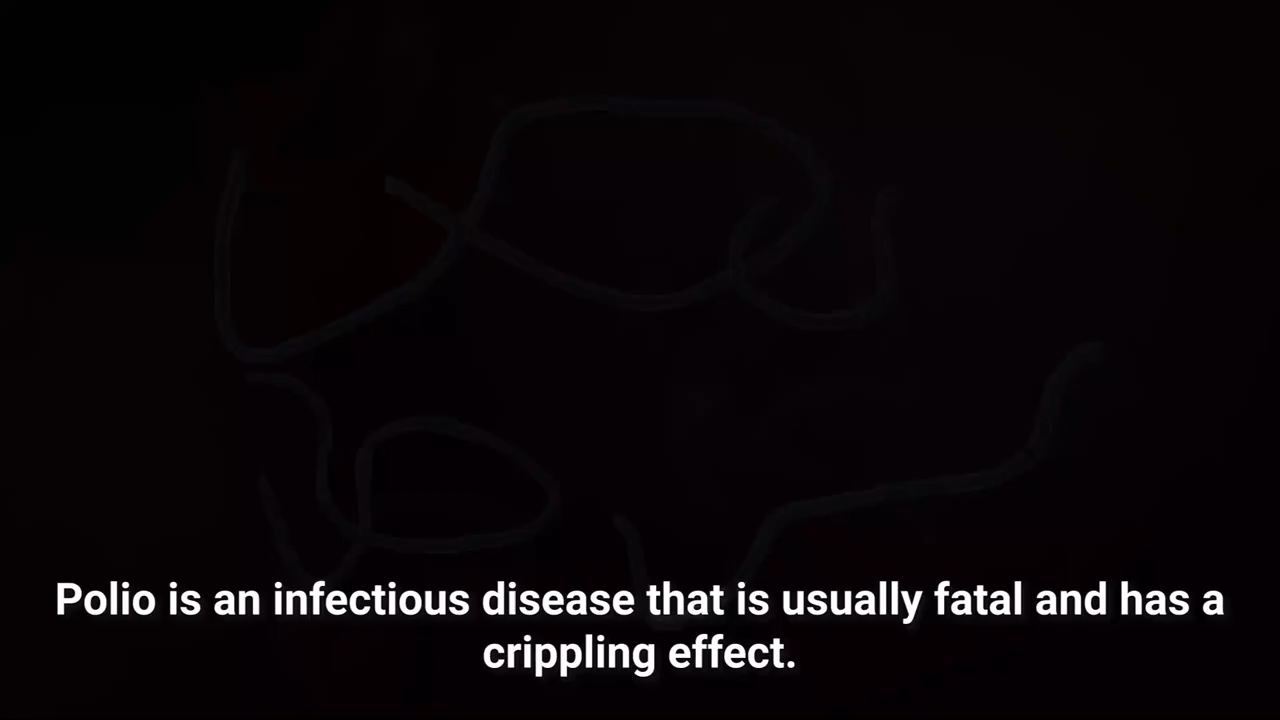 Polio is an infectious disease that is usually fatal and has a
crippling effect.